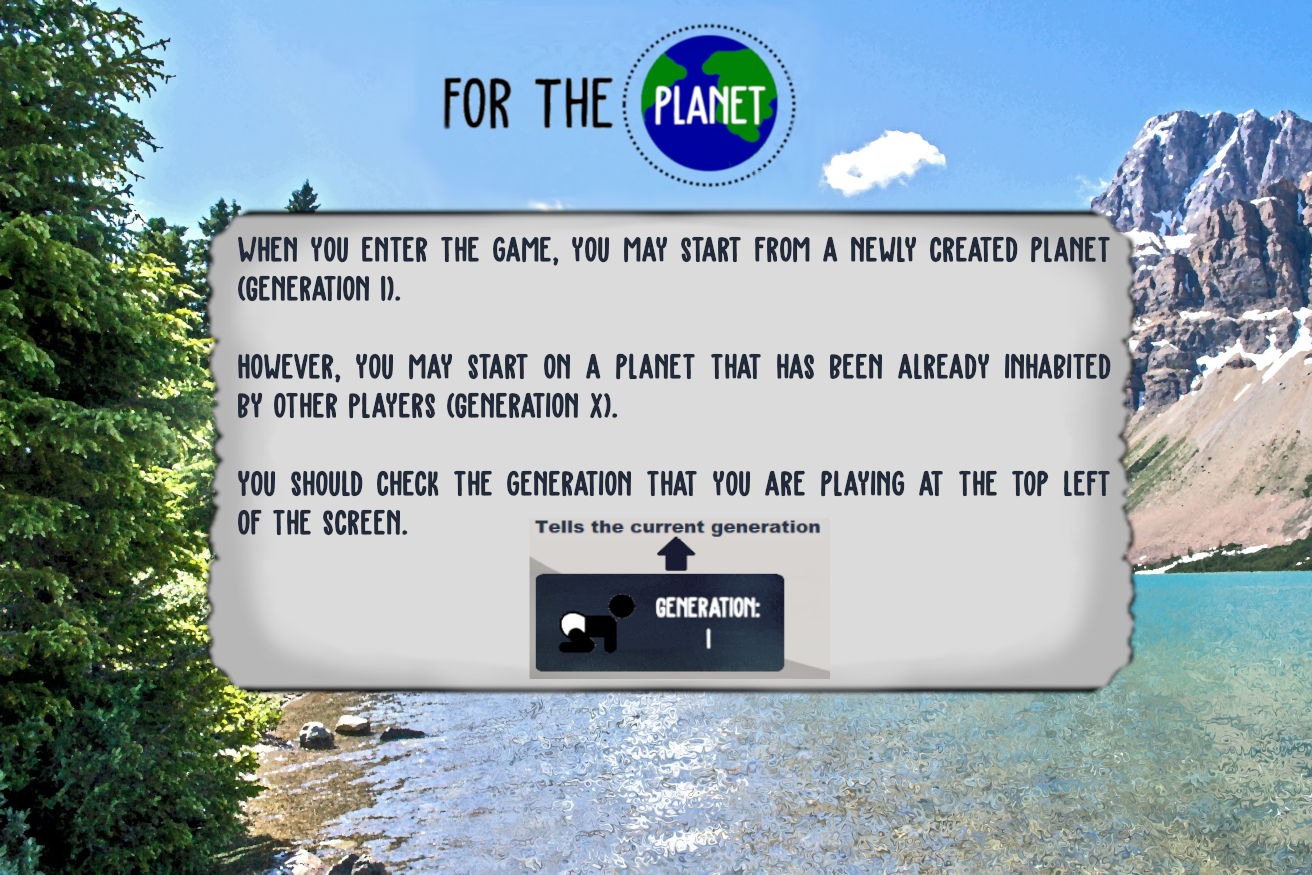 FOR THE PLANET
WHEN YOU ENTER THE GAME, YOU MAY START FROM A NEWLY CREATED PLANET
(GENERATION 1).
HOWEVER, YOU MAY START ON A PLANET THAT HAS BEEN ALREADY INHABITED
BY OTHER PLAYERS (GENERATION X).
YOU SHOULD CHECK THE GENERATION THAT YOU ARE PLAYING AT THE TOP LEFT
OF THE SCREEN.
Tells the current generation
GENERATION:
1